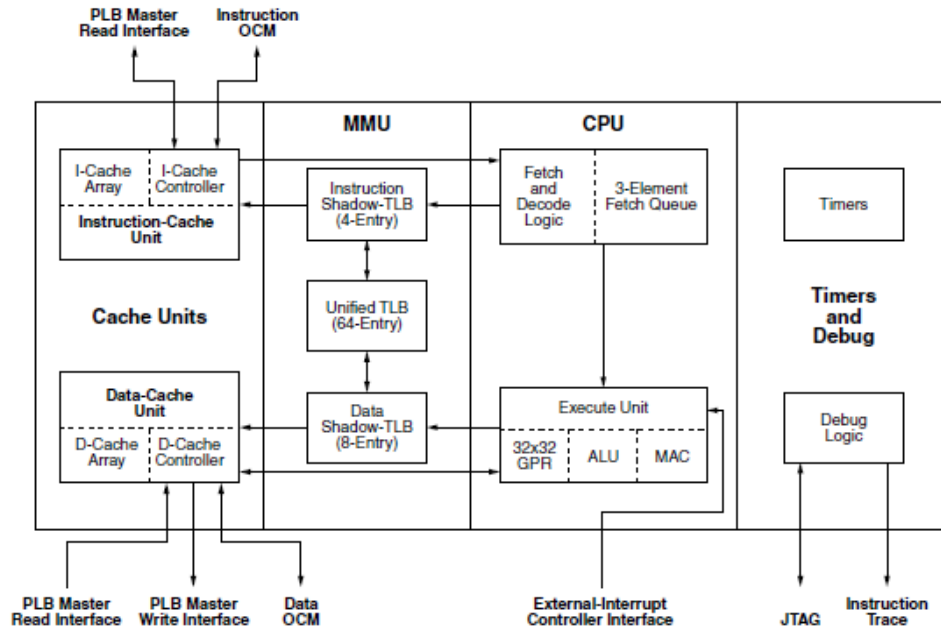 PLB Master
Read Interface
Instruction
OCM
MMU
CPU
I-Cache
Array
I-Cache
Controller
Instruction-Cache
Unit
Instruction
Shadow-TLB
(4-Entry)
Fetch
and
Decode
Logic
3-Element
Fetch Queue
Timers
Cache Units
Unified TLB
(64-Entry)
Timers
and
Debug
Data-Cache
Unit
D-Cache
Array
D-Cache
Controller
Data
Shadow-TLB
(8-Entry)
Execute Unit
32x32
GPR
ALU
MAC
Debug
Logic
PLB Master
Read Interface
PLB Master
Write Interface
Data
OCM
External-Interrupt
Controller Interface
JTAG
Instruction
Trace